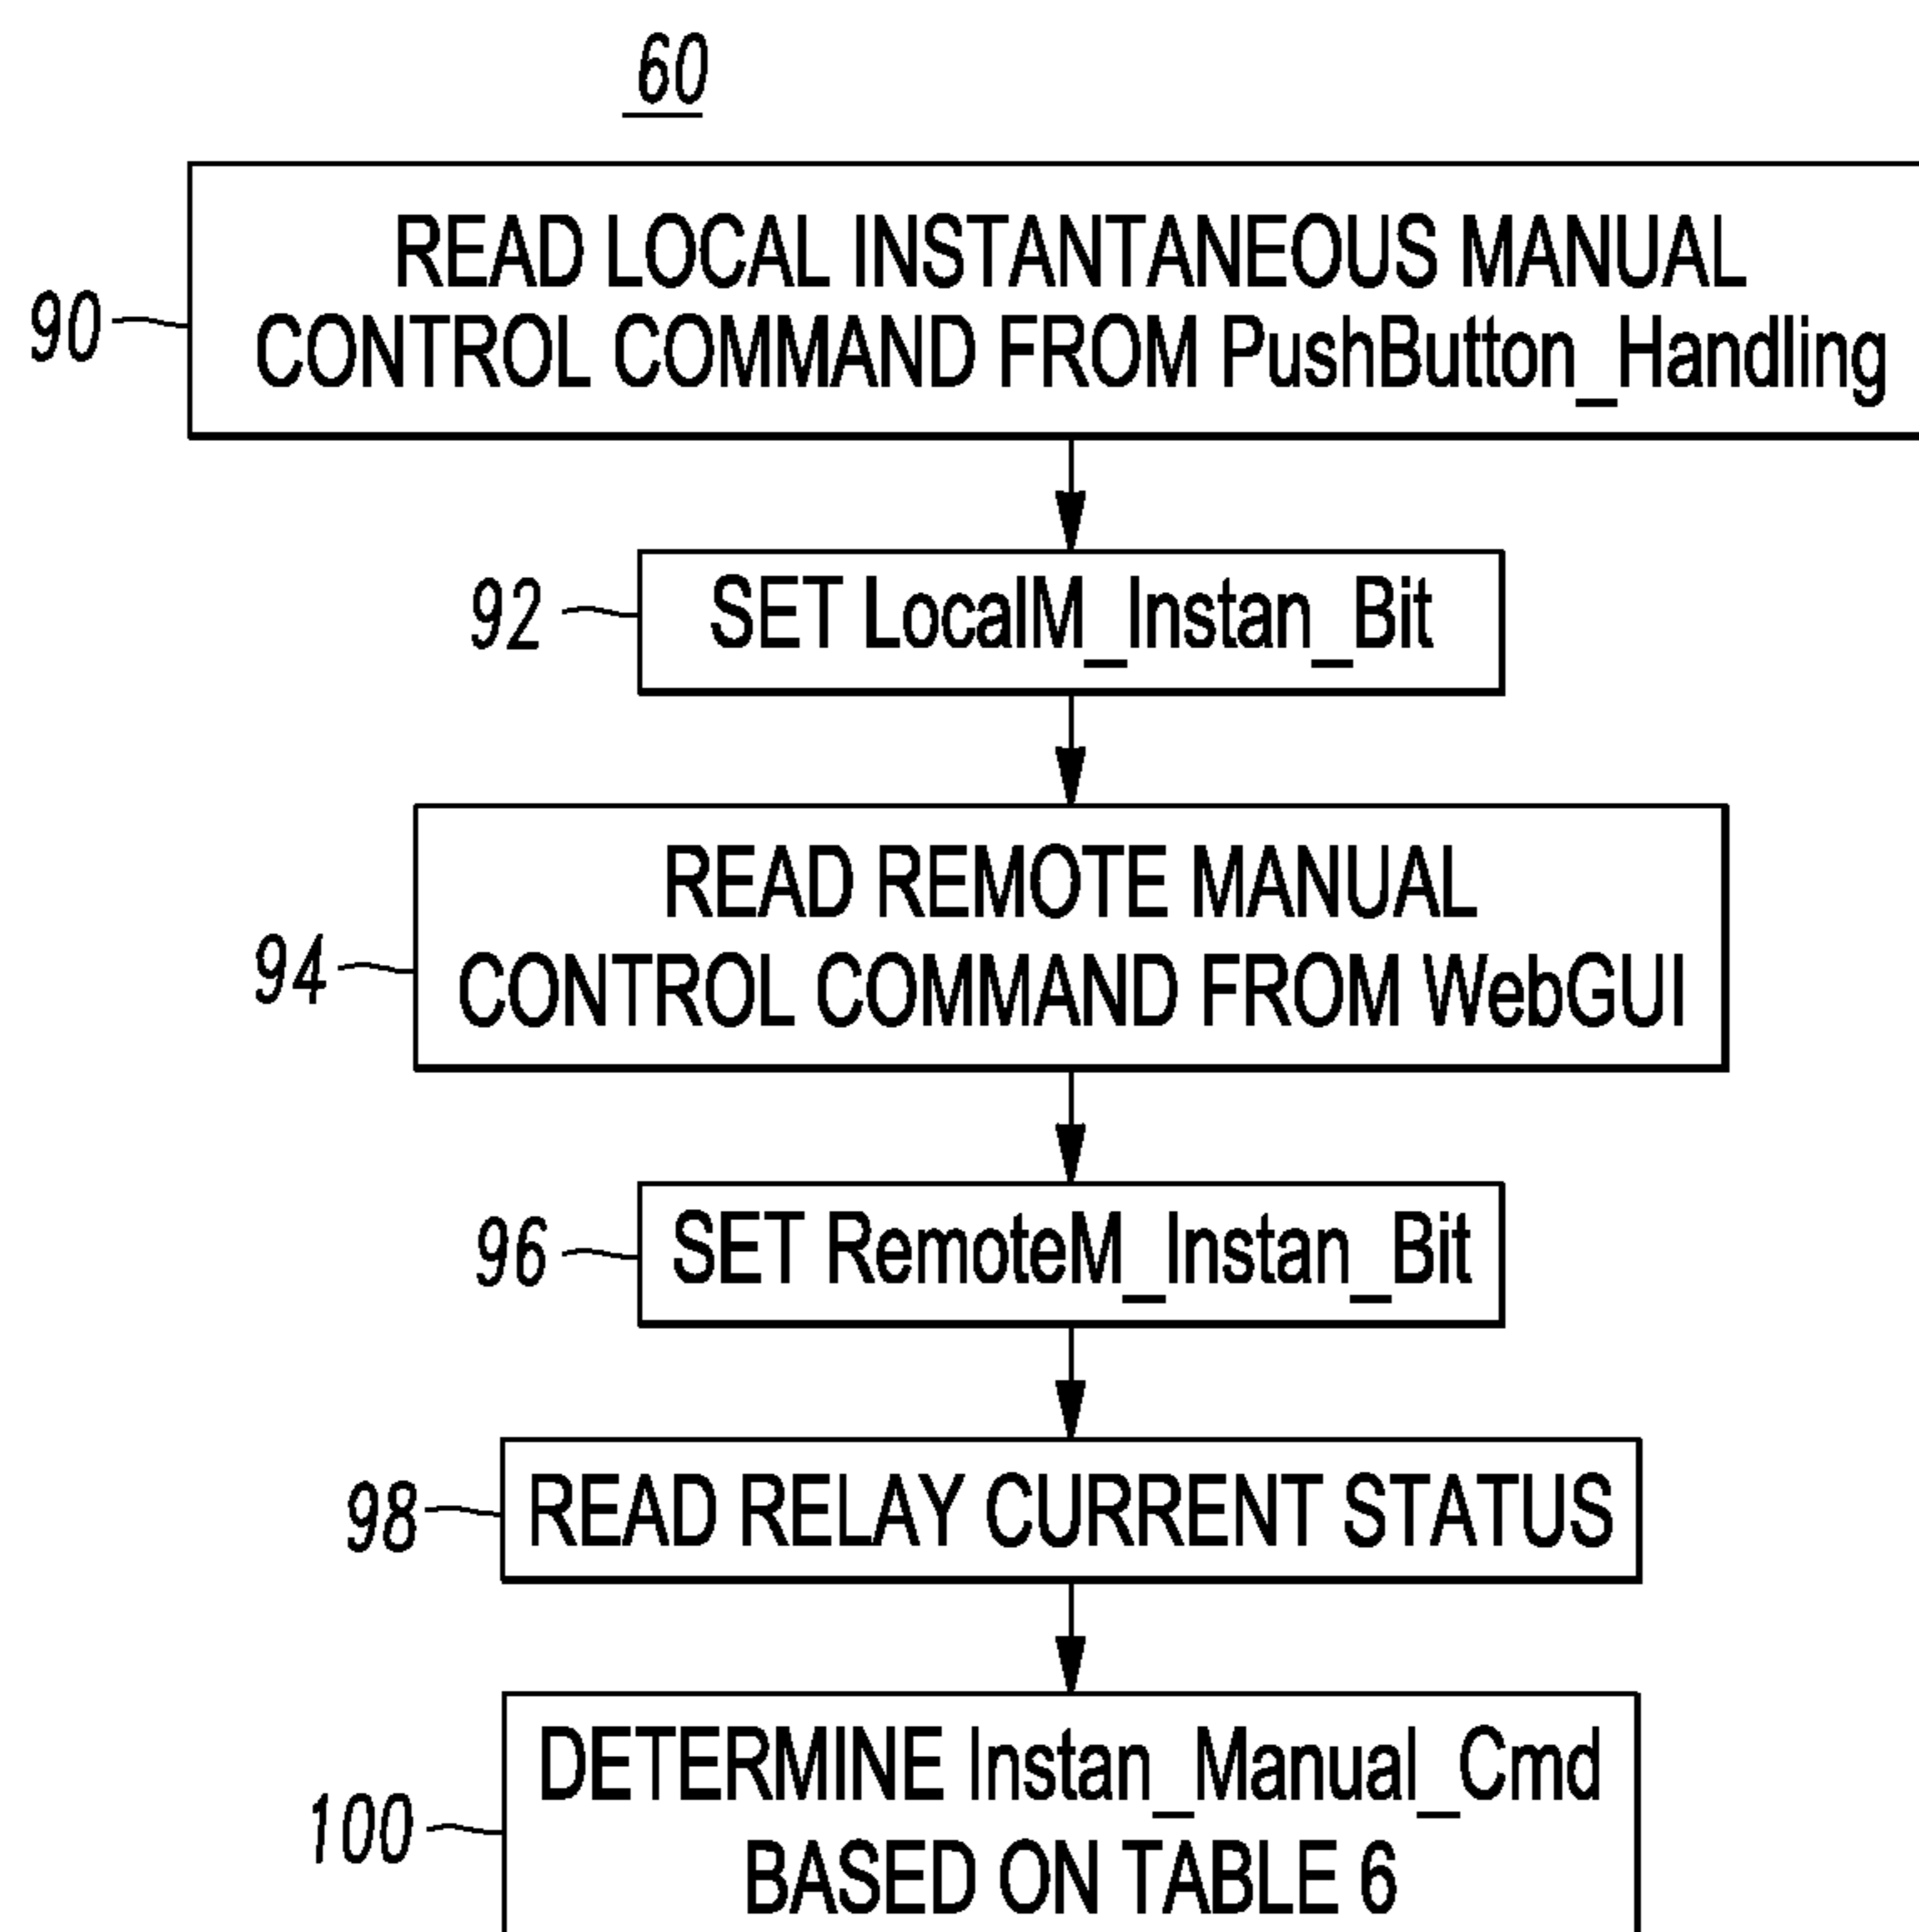 60
READ LOCAL INSTANTANEOUS MANUAL
90
CONTROL COMMAND FROM PushButton_Handling
92
SET LocalM_Instan_Bit
READ REMOTE MANUAL
94
CONTROL COMMAND FROM WebGUI
96
SET RemoteM_Instan_Bit
98
READ RELAY CURRENT STATUS
DETERMINE Instan_Manual_Cmd
100
BASED ON TABLE 6